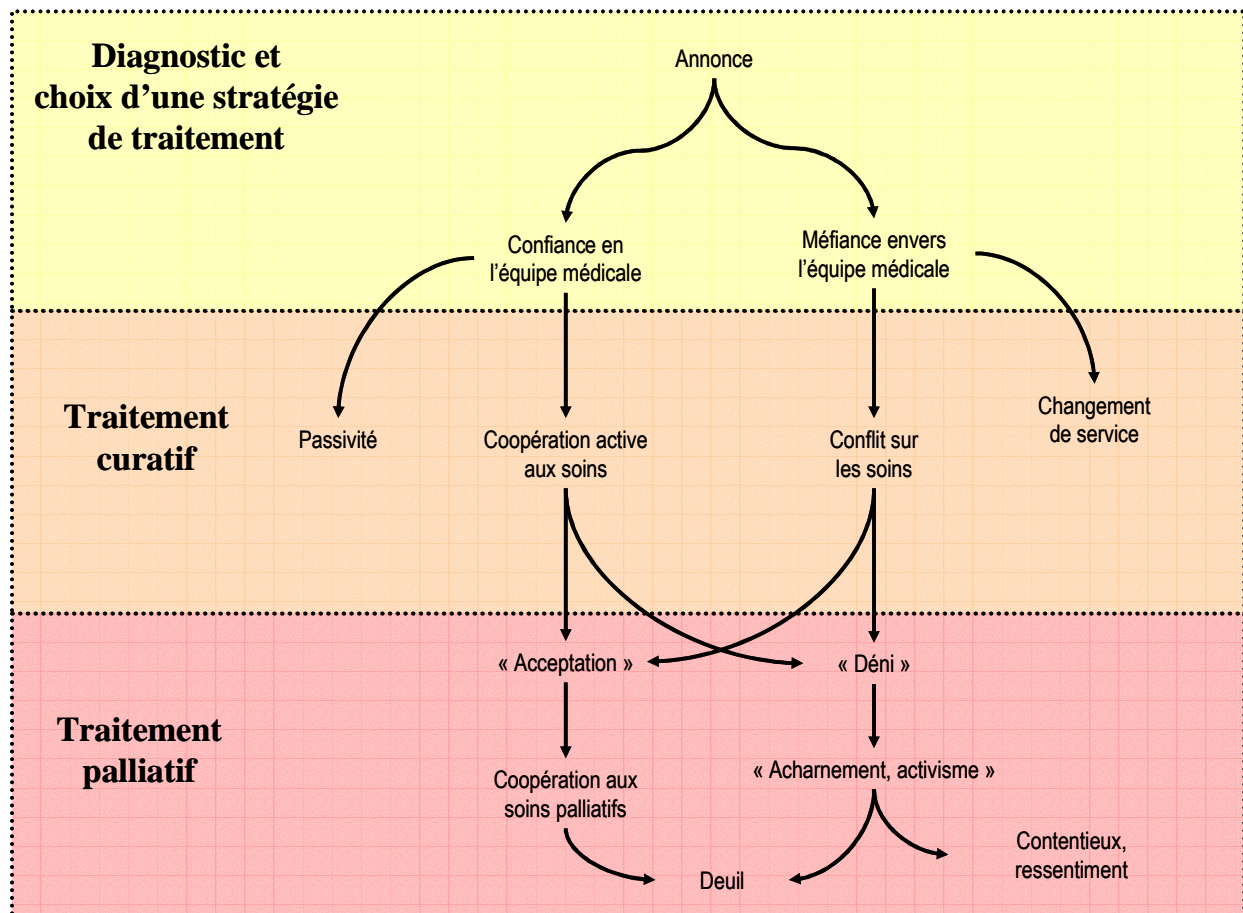 Diagnostic et
choix d’une stratégie
de traitement
Annonce
Confiance en
l’équipe médicale
Méfiance envers
l’équipe médicale
Traitement
curatif
Passivité
Coopération active
aux soins
Conflit sur
les soins
Changement
de service
Traitement
palliatif
« Acceptation »
« Déni »
Coopération aux
soins palliatifs
« Acharnement, activisme »
Deuil
Contentieux,
ressentiment